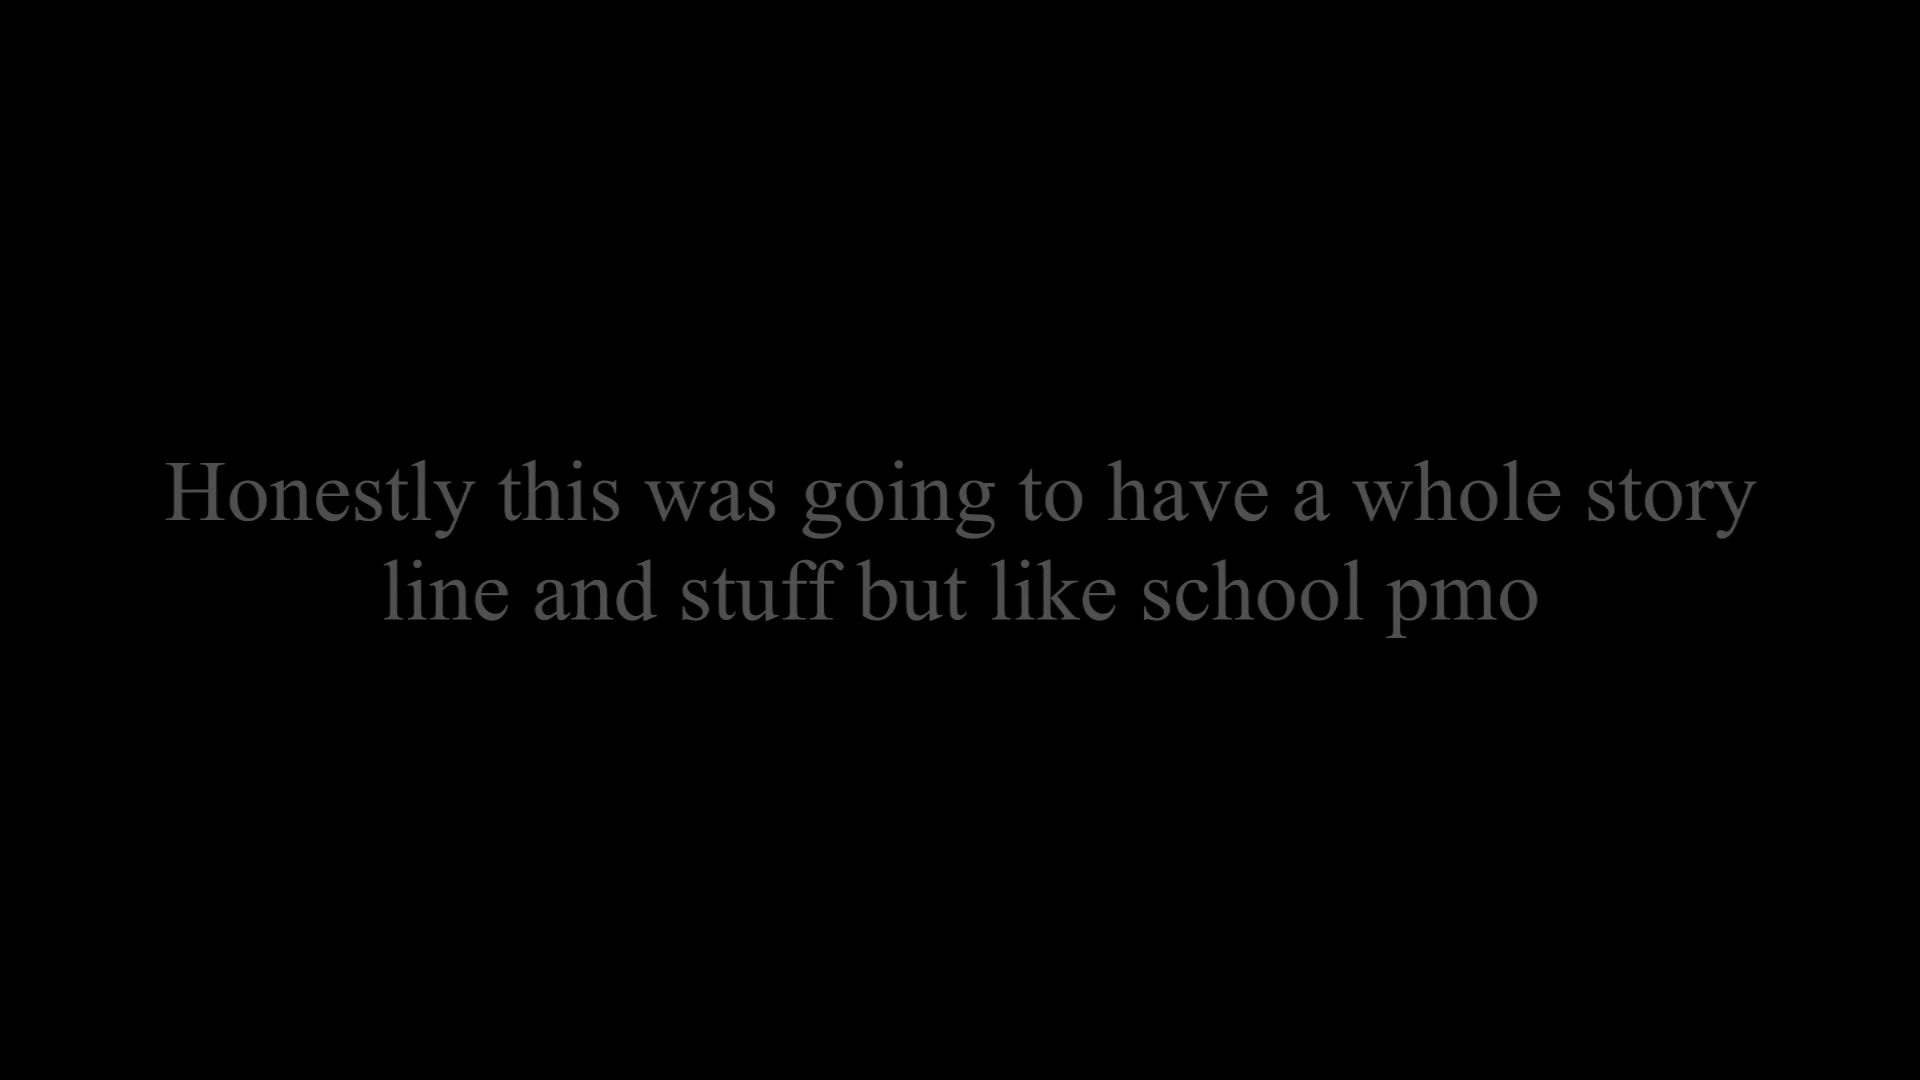 Honestly this was going to have a whole story
line and stuff but like school pmo